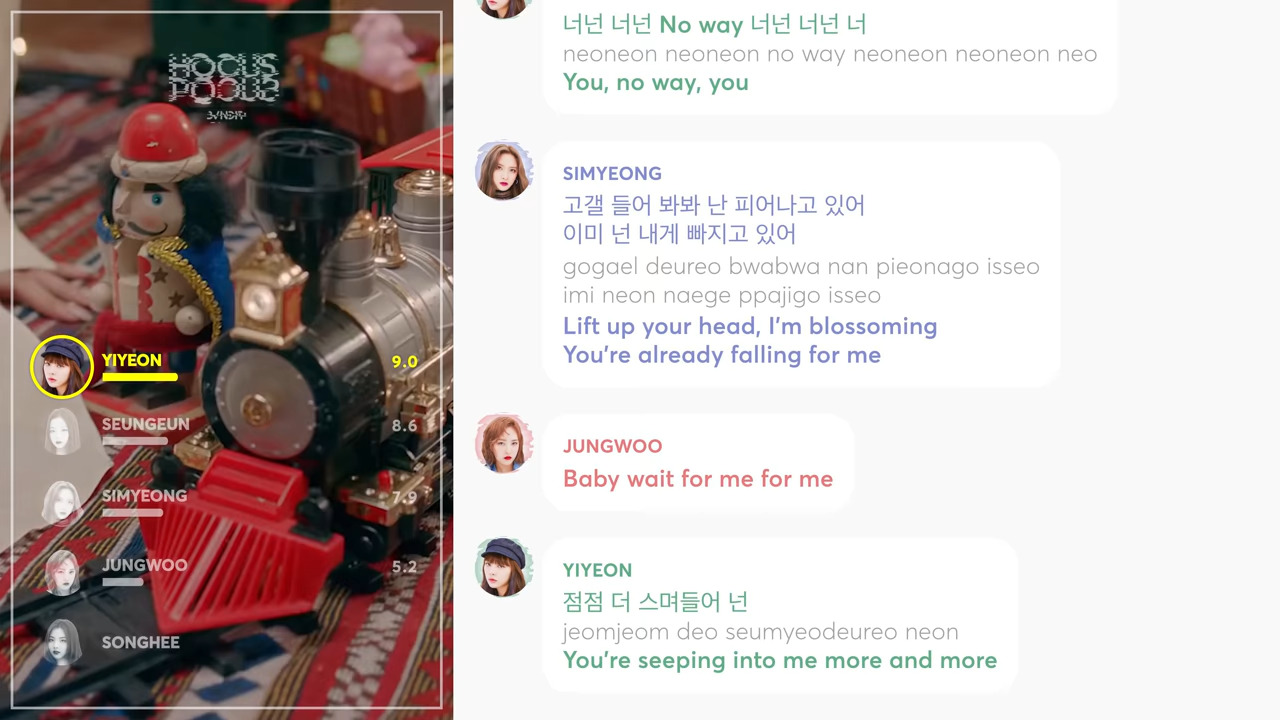 HOCUS
POCUS
YIYEON
9.0
SEUNGEUN
8.6
SIMYEONG
7.9
JUNGWOO
5.2
SONGHEE
너넌 너넌 No way 너넌 너넌 너
neoneon neoneon no way neoneon neoneon neo
You, no way, you
SIMYEONG
고갤 들어 봐봐 난 피어나고 있어
이미 넌 내게 빠지고 있어
gogael deureo bwabwa nan pieonago isseo
imi neon naege ppajigo isseo
Lift up your head, I'm blossoming
You're already falling for me
JUNGWOO
Baby wait for me for me
YIYEON
점점 더 스며들어 넌
jeomjeom deo seumyeodeureo neon
You're seeping into me more and more